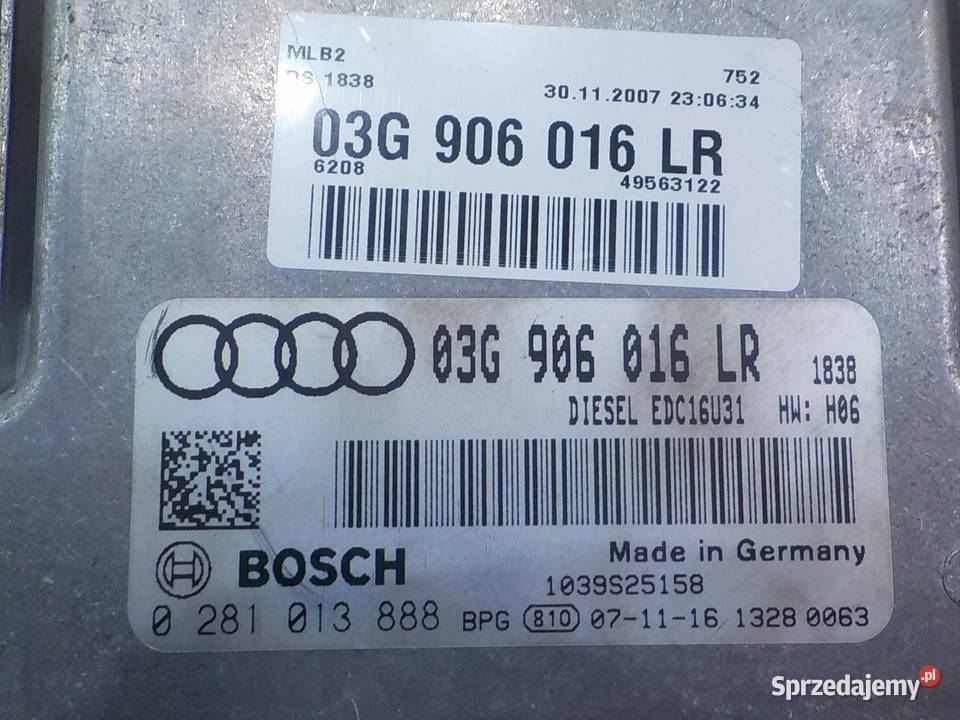 MLB2
DS 1838 752
30.11.2007 23:06:34
03G 906 016 LR
6208 49563122
03G 906 016 LR 1838
DIESEL EDC16U31 HW: H06
BOSCH Made in Germany
1039S25158
0 281 013 888 BPG 810 07-11-16 1328 0063
Sprzedajemy.pl